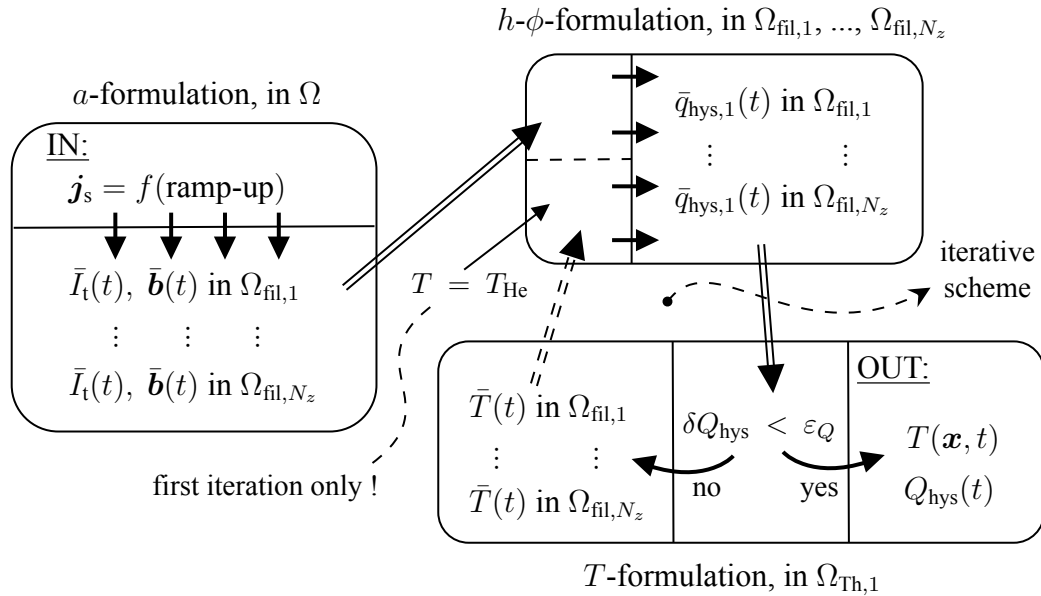 h-ϕ-formulation, in Ω_fil,1, ..., Ω_fil,N_z
a-formulation, in Ω
IN:
j_s = f(ramp-up)
Ī_t(t), b̄(t) in Ω_fil,1
⋮ ⋮ ⋮
Ī_t(t), b̄(t) in Ω_fil,N_z
q̄_hys,1(t) in Ω_fil,1
⋮ ⋮
q̄_hys,1(t) in Ω_fil,N_z
T = T_He
iterative
scheme
first iteration only !
T̄(t) in Ω_fil,1
⋮ ⋮
T̄(t) in Ω_fil,N_z
δQ_hys < ε_Q
no
yes
OUT:
T(x, t)
Q_hys(t)
T-formulation, in Ω_Th,1